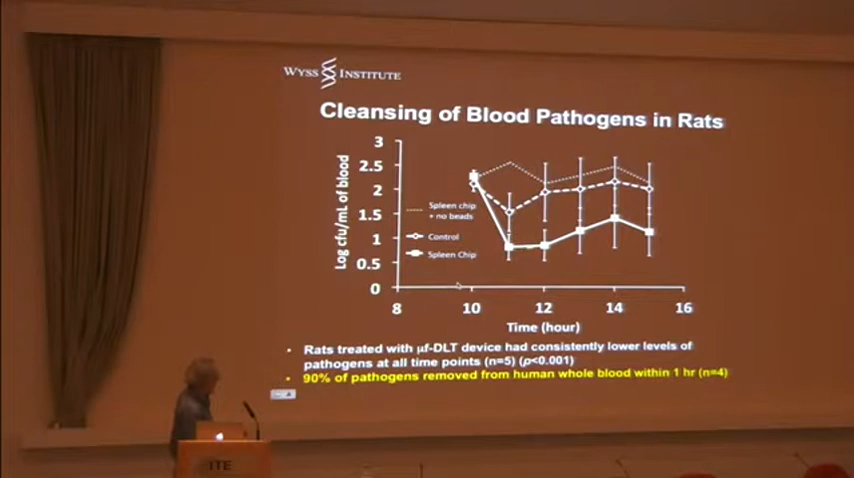 WYSS INSTITUTE
Cleansing of Blood Pathogens in Rats
Log cfu/mL of blood
3
2.5
2
1.5
1
0.5
0
Spleen chip
+ no beads
Control
Spleen Chip
8 10 12 14 16
Time (hour)
• Rats treated with µf-DLT device had consistently lower levels of
pathogens at all time points (n=5) (p<0.001)
• 90% of pathogens removed from human whole blood within 1 hr (n=4)
ITE